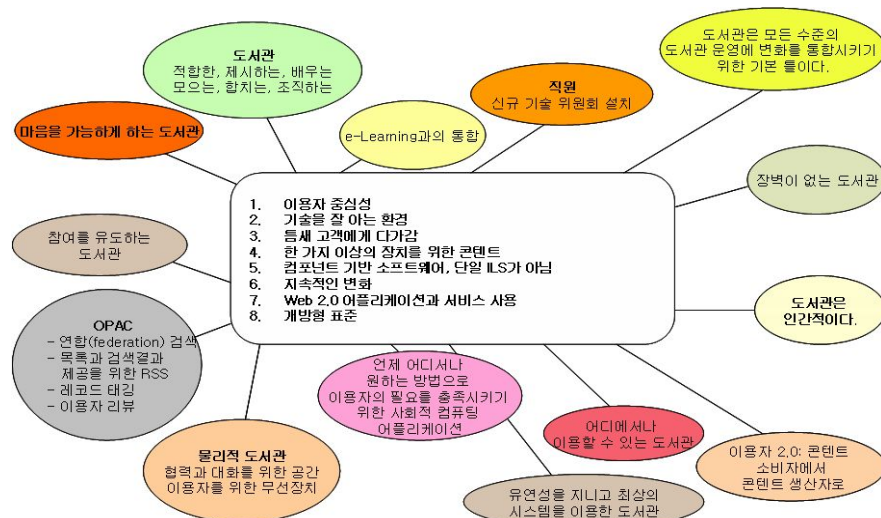 도서관
적합한, 제시하는, 배우는
모으는, 합치는, 조직하는
직원
신규 기술 위원회 설치
도서관은 모든 수준의
도서관 운영에 변화를 통합시키기
위한 기본 틀이다.
마음을 가능하게 하는 도서관
e-Learning과의 통합
장벽이 없는 도서관
1. 이용자 중심성
2. 기술을 잘 아는 환경
3. 틈새 고객에게 다가감
4. 한 가지 이상의 장치를 위한 콘텐트
5. 컴포넌트 기반 소프트웨어, 단일 ILS가 아님
6. 지속적인 변화
7. Web 2.0 어플리케이션과 서비스 사용
8. 개방형 표준
참여를 유도하는
도서관
도서관은
인간적이다.
OPAC
- 연합(federation) 검색
- 목록과 검색결과
제공을 위한 RSS
- 레코드 태깅
- 이용자 리뷰
언제 어디서나
원하는 방법으로
이용자의 필요를 충족시키기
위한 사회적 컴퓨팅
어플리케이션
어디에서나
이용할 수 있는 도서관
이용자 2.0: 콘텐트
소비자에서
콘텐트 생산자로
물리적 도서관
협력과 대화를 위한 공간
이용자를 위한 무선장치
유연성을 지니고 최상의
시스템을 이용한 도서관